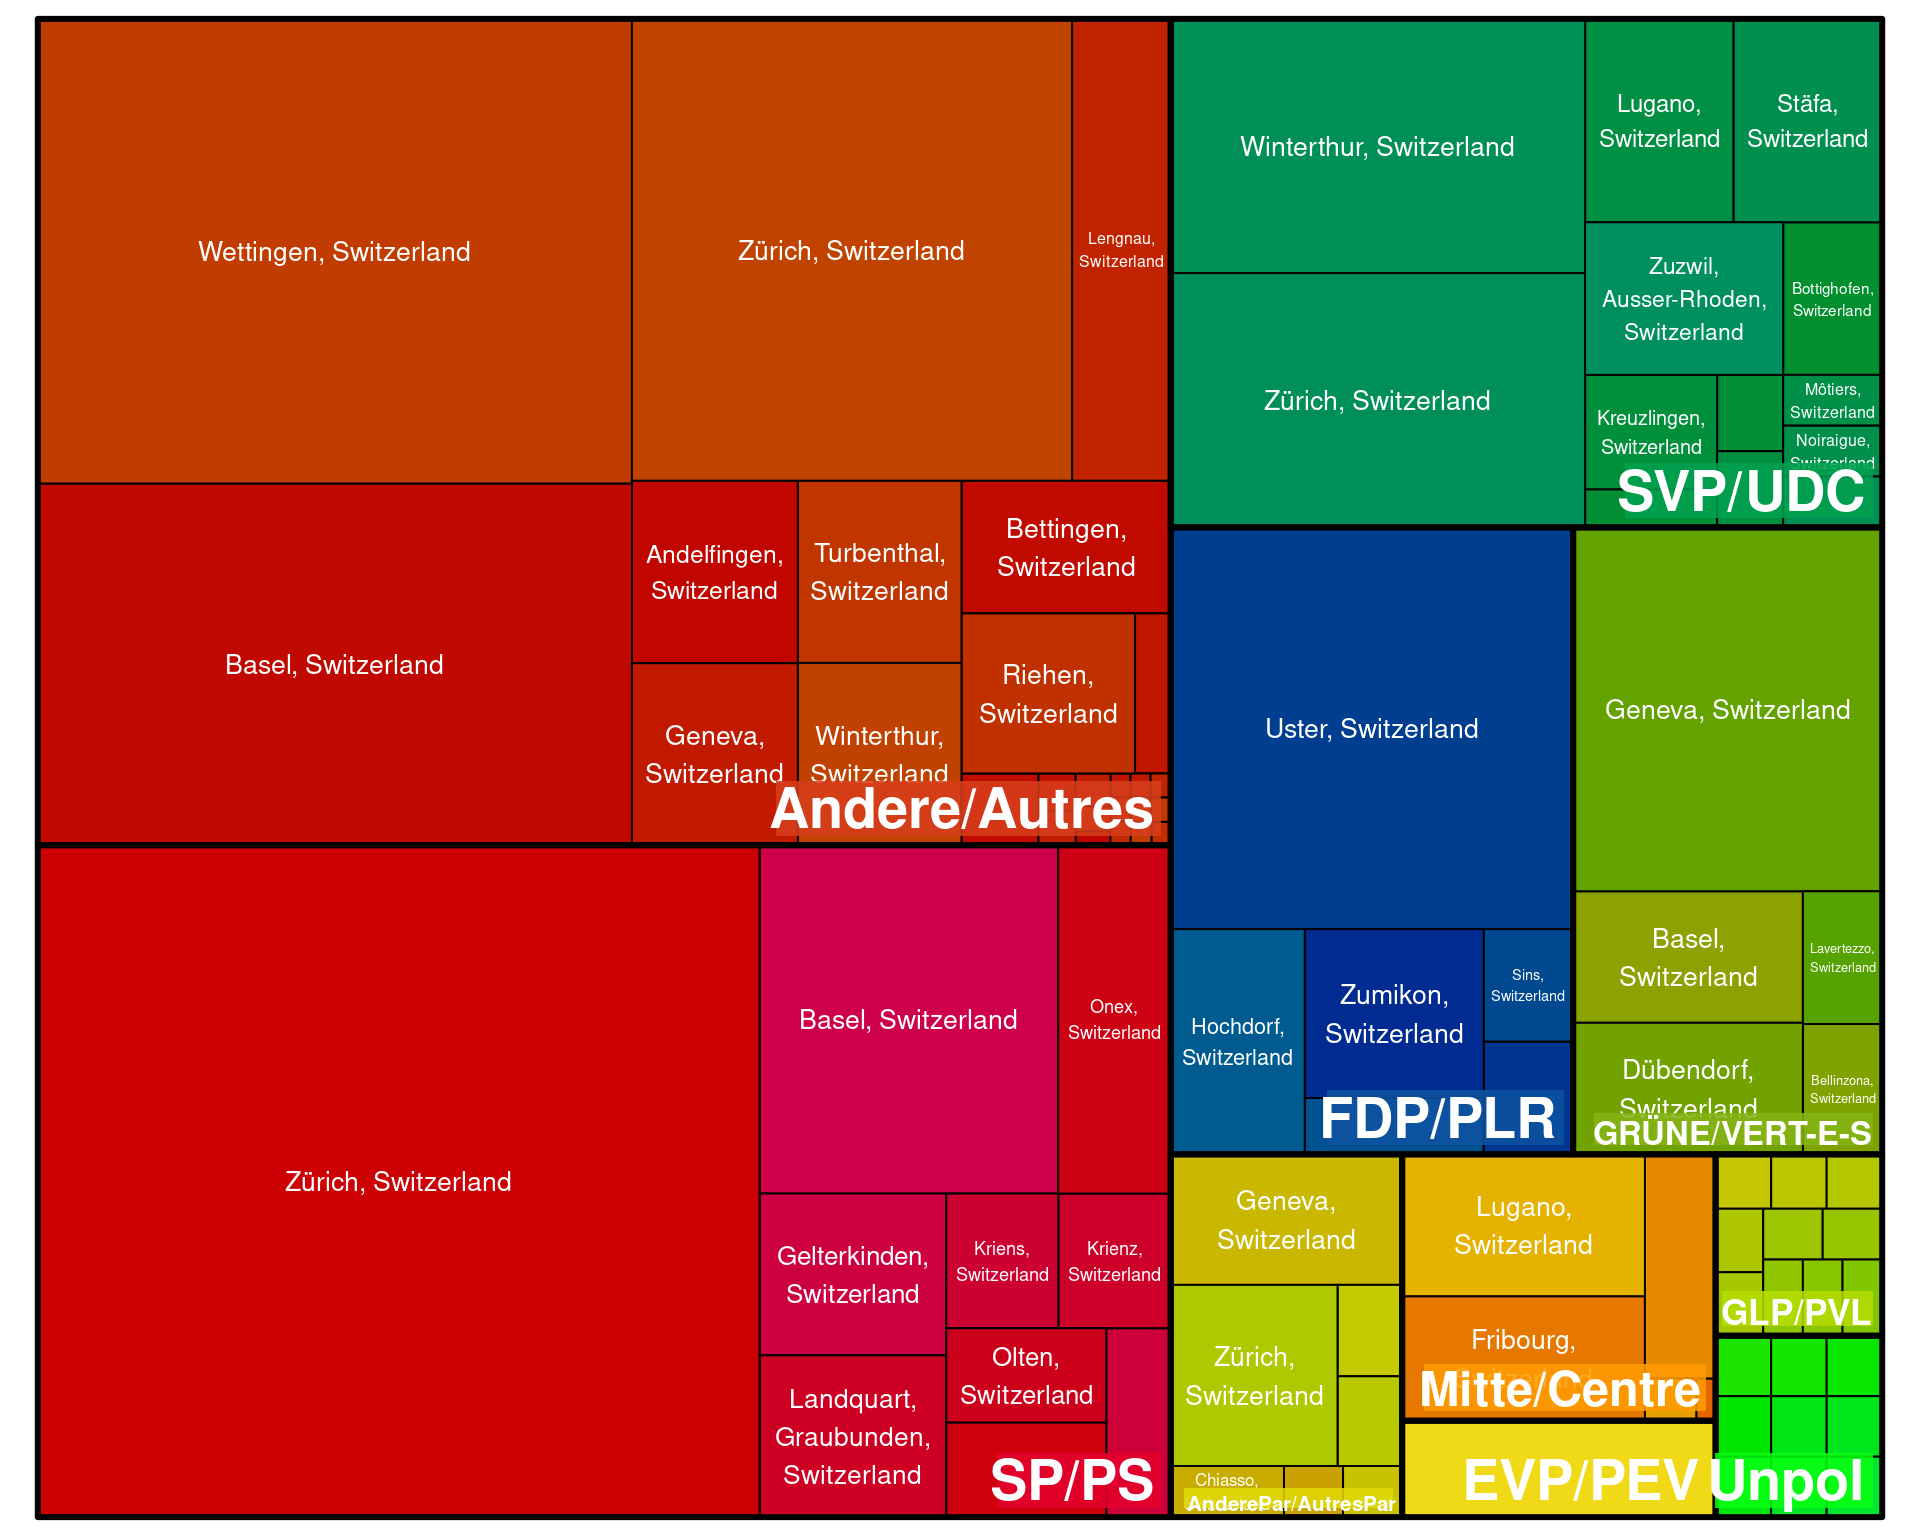 Wettingen, Switzerland
Zürich, Switzerland
Lengnau,
Switzerland
Basel, Switzerland
Andelfingen,
Switzerland
Turbenthal,
Switzerland
Bettingen,
Switzerland
Riehen,
Switzerland
Geneva,
Switzerland
Winterthur,
Switzerland
Andere/Autres
Winterthur, Switzerland
Zürich, Switzerland
Lugano,
Switzerland
Stäfa,
Switzerland
Zuzwil,
Ausser-Rhoden,
Switzerland
Bottighofen,
Switzerland
Kreuzlingen,
Switzerland
Môtiers,
Switzerland
Noiraigue,
Switzerland
SVP/UDC
Zürich, Switzerland
Basel, Switzerland
Onex,
Switzerland
Gelterkinden,
Switzerland
Kriens,
Switzerland
Krienz,
Switzerland
Landquart,
Graubunden,
Switzerland
Olten,
Switzerland
SP/PS
Uster, Switzerland
Hochdorf,
Switzerland
Zumikon,
Switzerland
Sins,
Switzerland
FDP/PLR
Geneva, Switzerland
Basel,
Switzerland
Lavertezzo,
Switzerland
Dübendorf,
Switzerland
Bellinzona,
Switzerland
GRÜNE/VERT-E-S
Geneva,
Switzerland
Zürich,
Switzerland
Chiasso,
AnderePar/AutresPar
Lugano,
Switzerland
Fribourg,
Mitte/Centre
GLP/PVL
EVP/PEV
Unpol